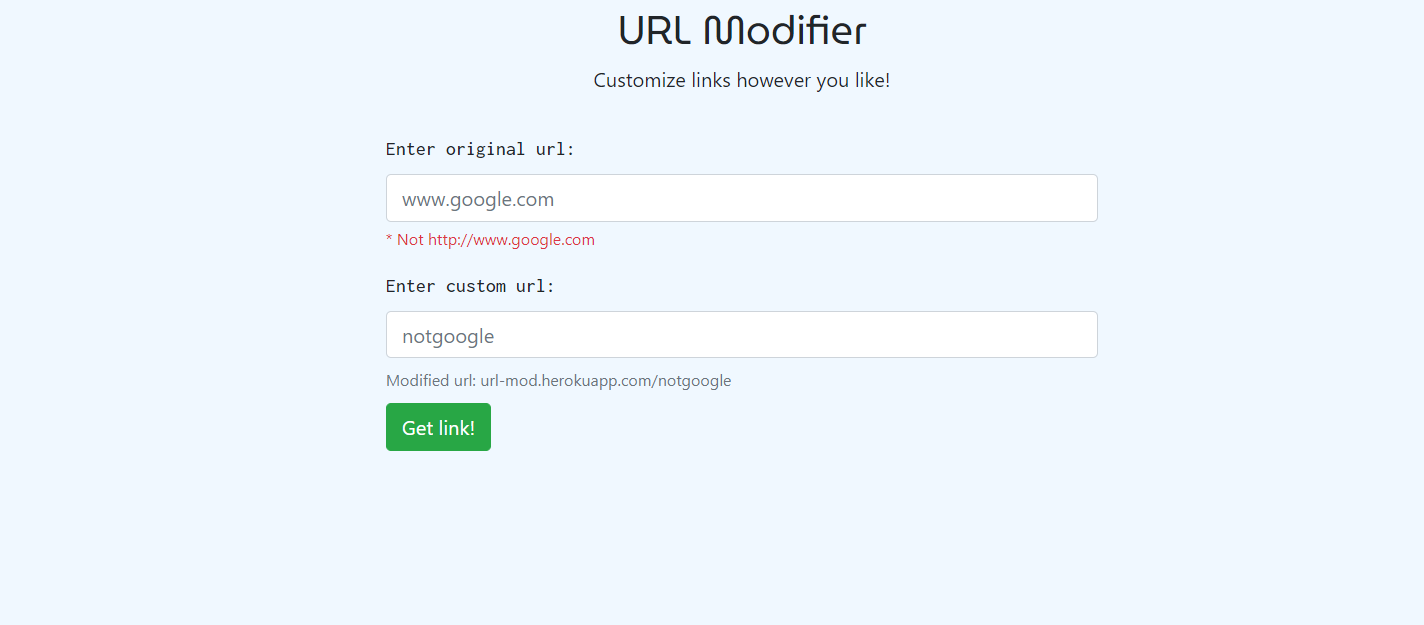 URL Modifier
Customize links however you like!
Enter original url:
www.google.com
* Not http://www.google.com
Enter custom url:
notgoogle
Modified url: url-mod.herokuapp.com/notgoogle
Get link!